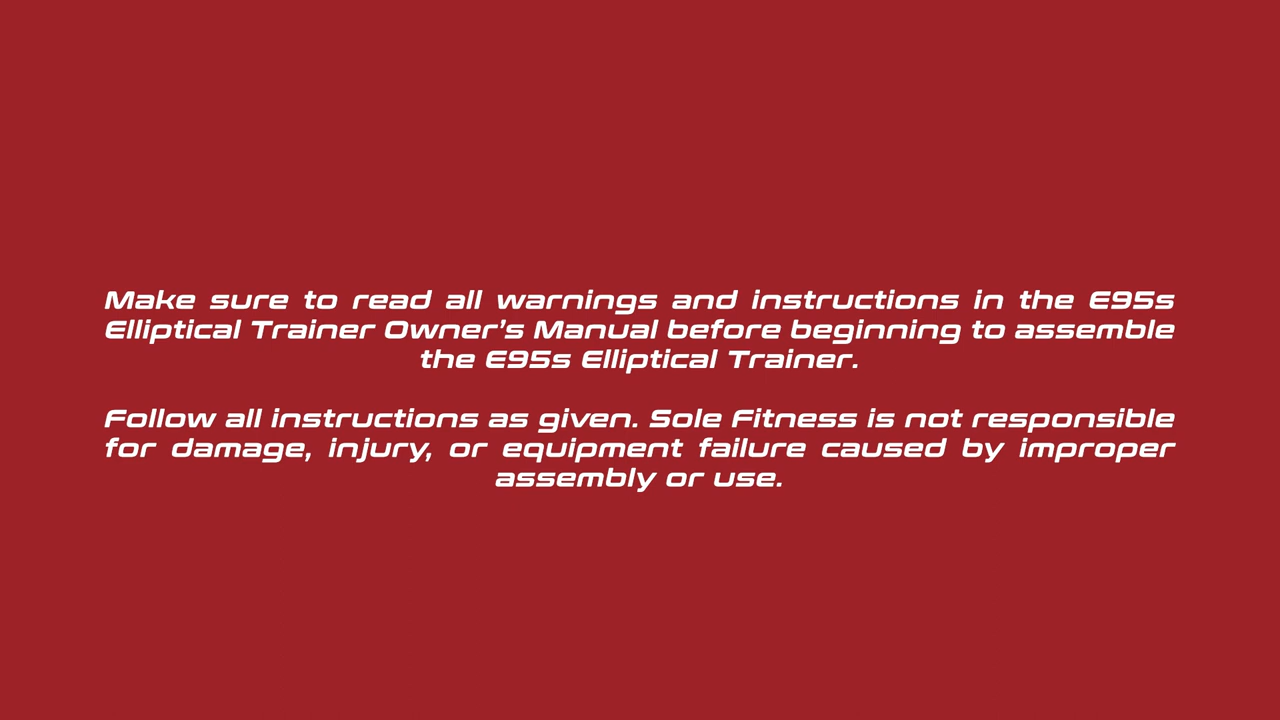 Make sure to read all warnings and instructions in the E95s
Elliptical Trainer Owner's Manual before beginning to assemble
the E95s Elliptical Trainer.
Follow all instructions as given. Sole Fitness is not responsible
for damage, injury, or equipment failure caused by improper
assembly or use.